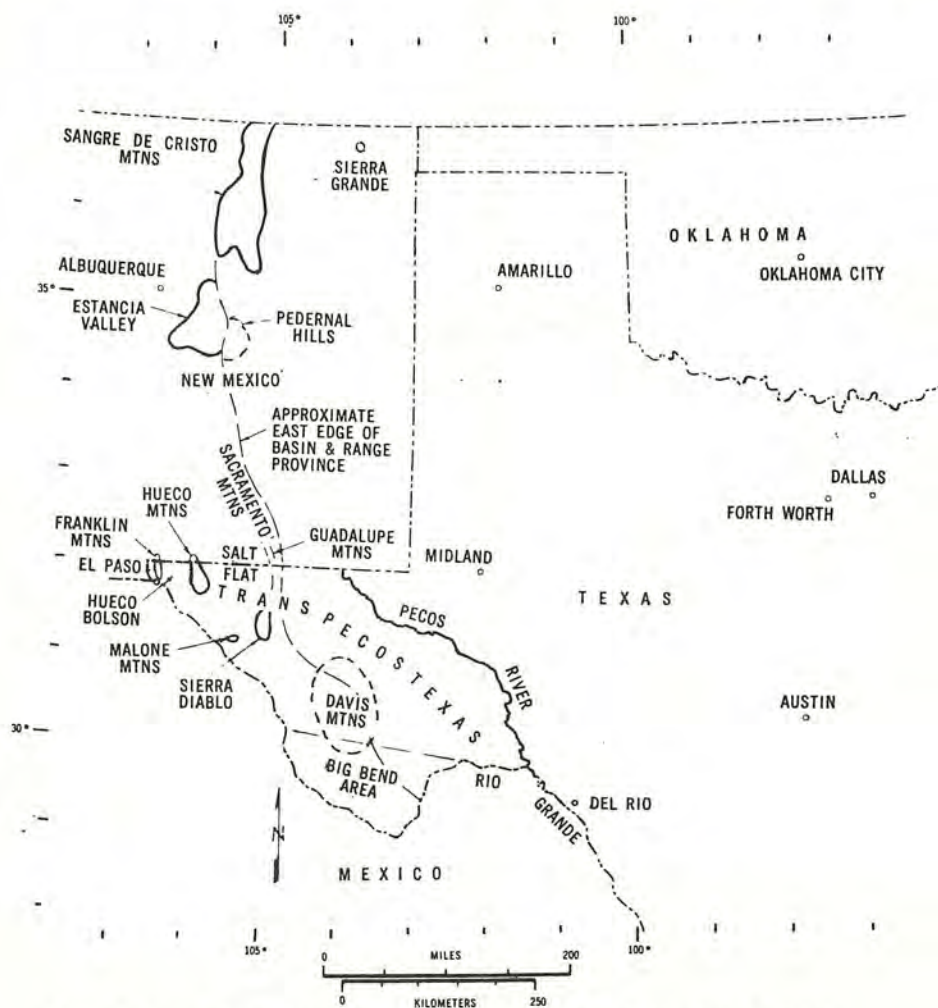 105°
100°
SANGRE DE CRISTO
MTNS
SIERRA
GRANDE
OKLAHOMA
OKLAHOMA CITY
ALBUQUERQUE
AMARILLO
35°
ESTANCIA
VALLEY
PEDERNAL
HILLS
NEW MEXICO
APPROXIMATE
EAST EDGE OF
BASIN & RANGE
PROVINCE
SACRAMENTO
MTNS
DALLAS
FORTH WORTH
HUECO
MTNS
FRANKLIN
MTNS
GUADALUPE
MTNS
SALT
FLAT
MIDLAND
EL PASO
HUECO
BOLSON
TRANS PECOS TEXAS
PECOS
RIVER
TEXAS
MALONE
MTNS
SIERRA
DIABLO
DAVIS
MTNS
AUSTIN
30°
BIG BEND
AREA
RIO
GRANDE
DEL RIO
N
MEXICO
105°
100°
0 MILES 200
0 250
KILOMETERS